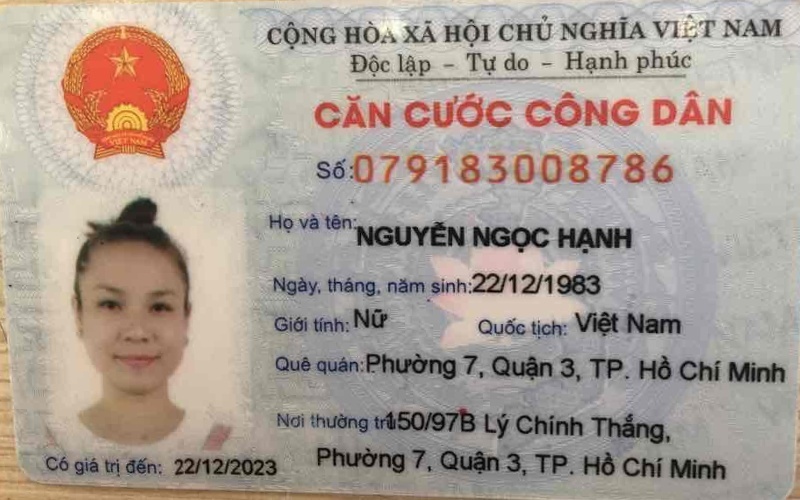 CỘNG HÒA XÃ HỘI CHỦ NGHĨA VIỆT NAM
Độc lập - Tự do - Hạnh phúc
CĂN CƯỚC CÔNG DÂN
Số: 079183008786
Họ và tên: NGUYỄN NGỌC HẠNH
Ngày, tháng, năm sinh: 22/12/1983
Giới tính: Nữ Quốc tịch: Việt Nam
Quê quán: Phường 7, Quận 3, TP. Hồ Chí Minh
Nơi thường trú: 150/97B Lý Chính Thắng,
Phường 7, Quận 3, TP. Hồ Chí Minh
Có giá trị đến: 22/12/2023
VIỆT NAM